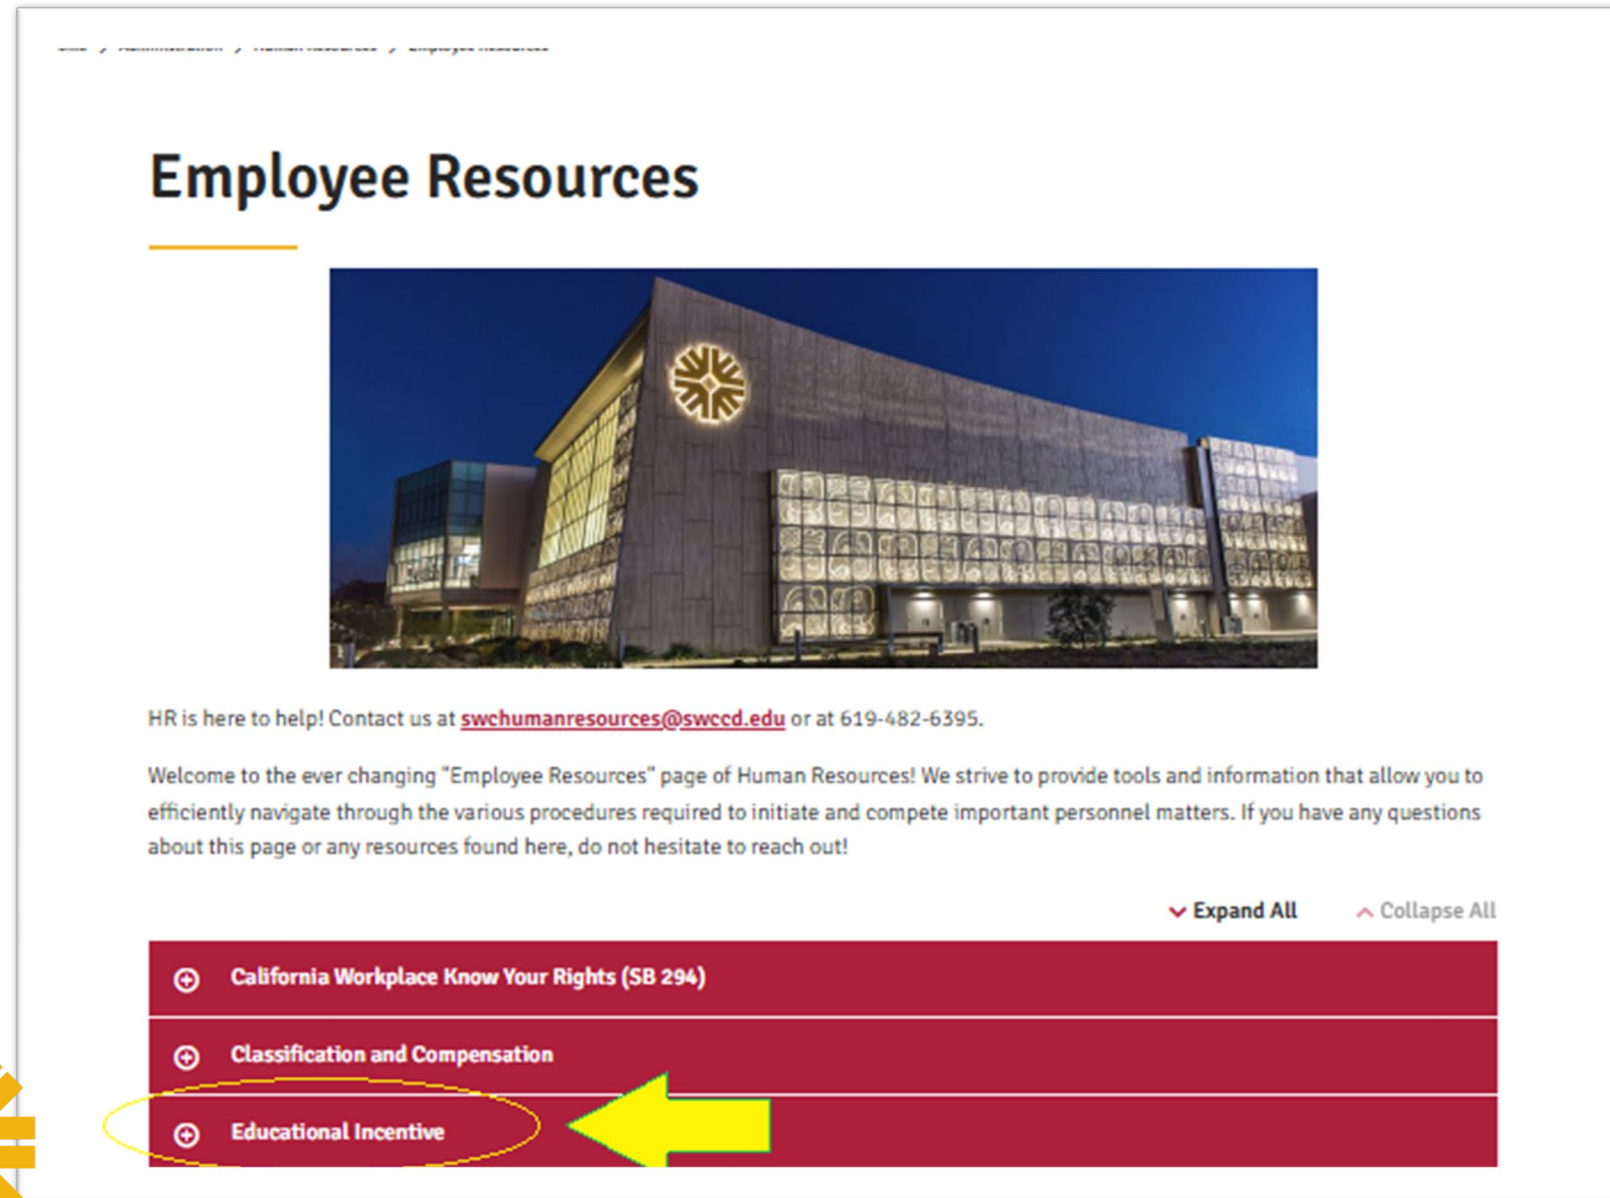 Employee Resources
HR is here to help! Contact us at swchumanresources@swccd.edu or at 619-482-6395.
Welcome to the ever changing "Employee Resources" page of Human Resources! We strive to provide tools and information that allow you to
efficiently navigate through the various procedures required to initiate and compete important personnel matters. If you have any questions
about this page or any resources found here, do not hesitate to reach out!
Expand All
Collapse All
California Workplace Know Your Rights (SB 294)
Classification and Compensation
Educational Incentive